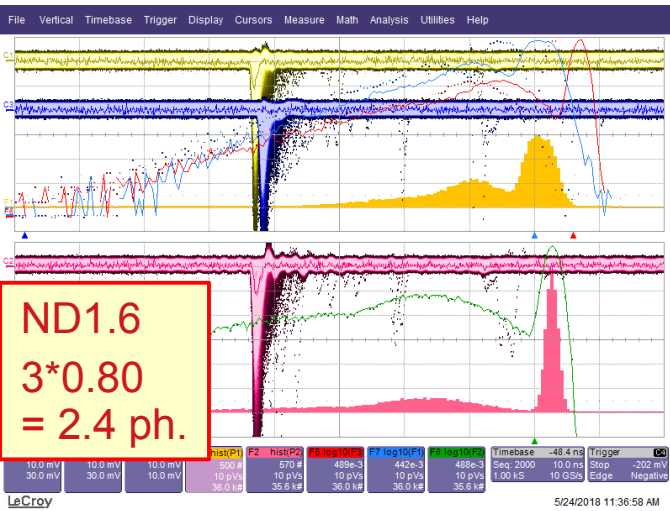 File Vertical Timebase Trigger Display Cursors Measure Math Analysis Utilities Help
C1
C3
C2
ND1.6
3*0.80
= 2.4 ph.
hist(P1) F2 hist(P2) F6 log10(F3) F7 log10(F1) F8 log10(F2) Timebase -48.4 ns Trigger C4
10.0 mV 10.0 mV 10.0 mV 500 # 570 # 489e-3 442e-3 488e-3 Seq: 2000 10.0 ns Stop -202 mV
30.0 mV 30.0 mV 30.0 mV 10 pVs 10 pVs 10 pVs 10 pVs 10 pVs 1.00 kS 10 GS/s Edge Negative
36.0 k# 35.6 k# 36.0 k# 36.0 k# 35.6 k#
LeCroy 5/24/2018 11:36:58 AM